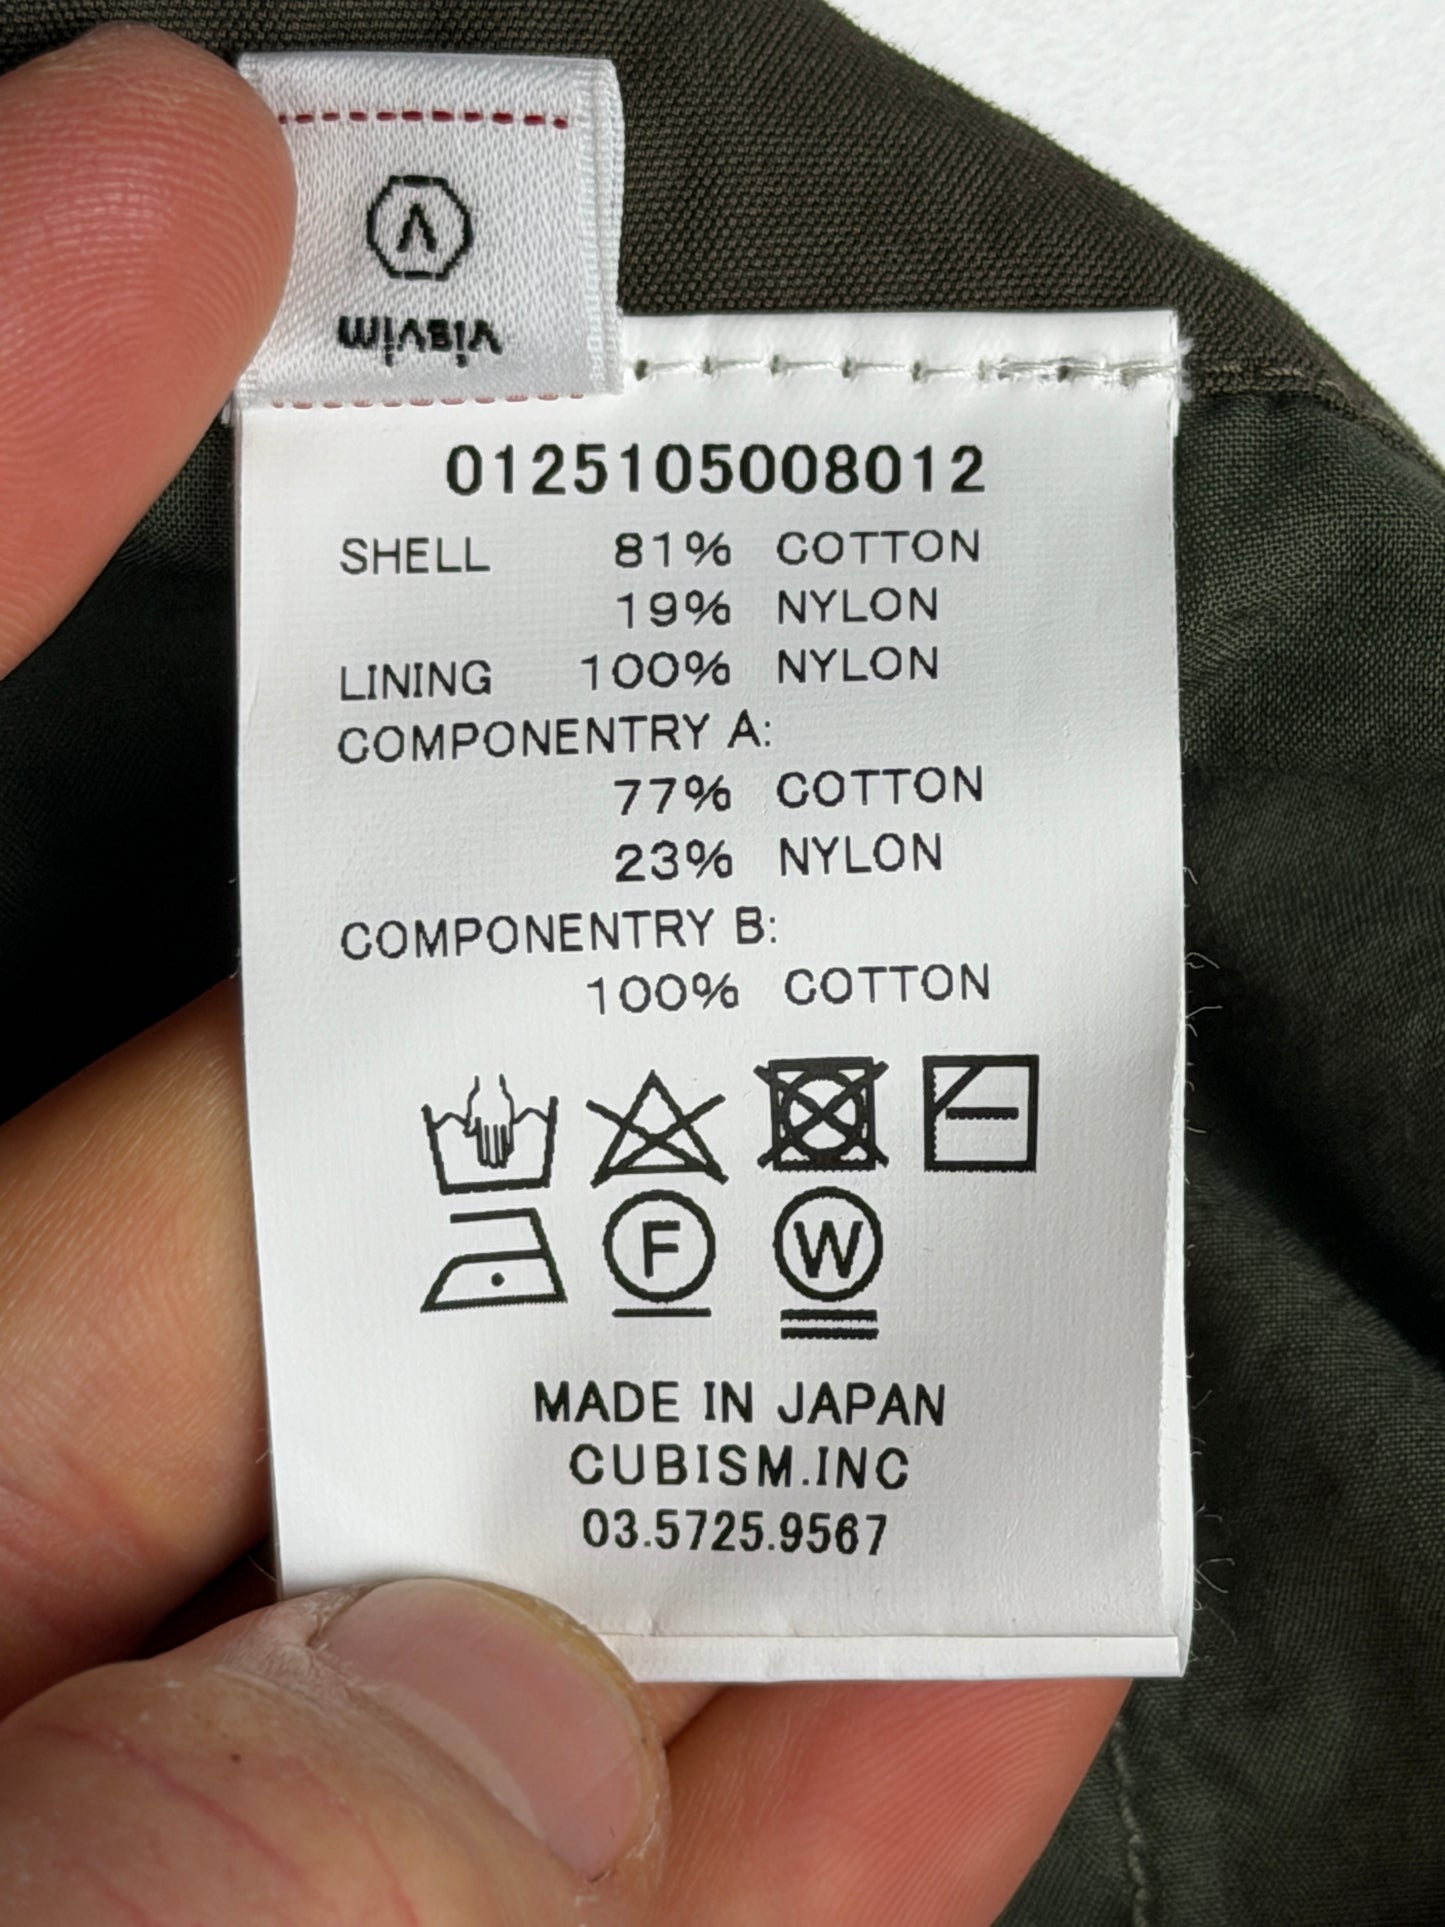 visvim
0125105008012
SHELL 81% COTTON
19% NYLON
LINING 100% NYLON
COMPONENTRY A:
77% COTTON
23% NYLON
COMPONENTRY B:
100% COTTON
F W
MADE IN JAPAN
CUBISM.INC
03.5725.9567